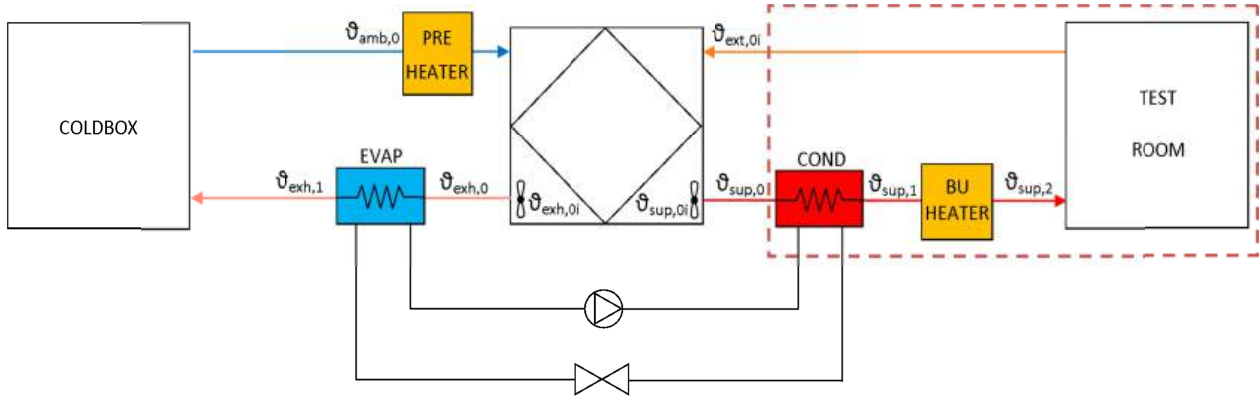 ϑamb,0
PRE
HEATER
ϑext,0i
COLDBOX
TEST
ROOM
EVAP
COND
ϑexh,1
ϑexh,0
ϑexh,0i
ϑsup,0i
ϑsup,0
ϑsup,1
BU
HEATER
ϑsup,2